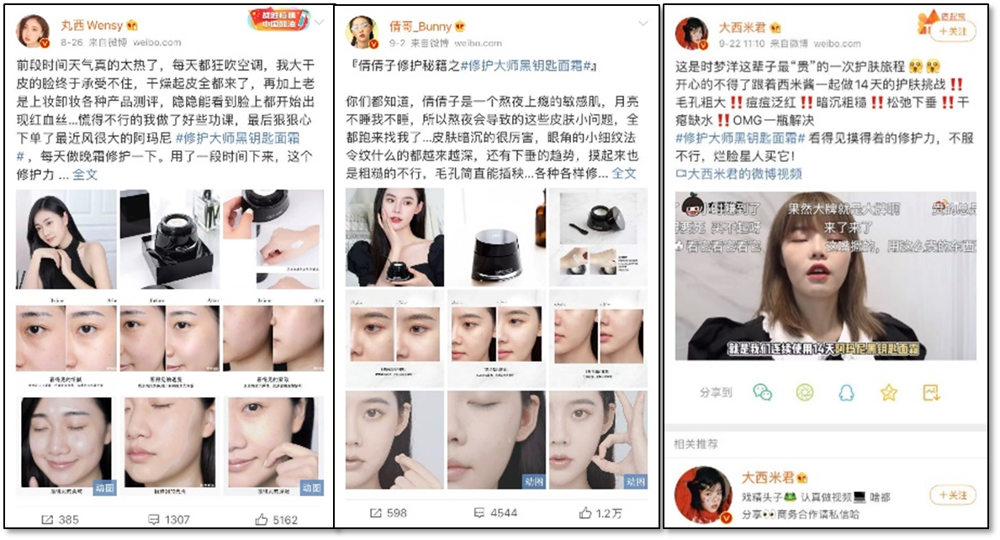 丸西Wensy
8-26 来自微博 weibo.com
战胜疫情
中国加油
前段时间天气真的太热了，每天都狂吹空调，我大干
皮的脸终于承受不住，干燥起皮全都来了，再加上老
是上妆卸妆各种产品测评，隐隐能看到脸上都开始出
现红血丝...慌得不行的我做了好些功课，最后狠狠心
下单了最近风很大的阿玛尼 #修护大师黑钥匙面霜
#，每天做晚霜修护一下。用了一段时间下来，这个
修护力 ... 全文
Before
After
动图
动图
385
1307
5162
倩哥_Bunny
9-2 来自微博 weibo.com
『倩倩子修护秘籍之#修护大师黑钥匙面霜#』
你们都知道，倩倩子是一个熬夜上瘾的敏感肌，月亮
不睡我不睡，所以熬夜会导致的这些皮肤小问题，全
都跑来找我了...皮肤暗沉的很厉害，眼角的小细纹法
令纹什么的都越来越深，还有下垂的趋势，摸起来也
是粗糙的不行，毛孔简直能插秧...各种各样修... 全文
动图
动图
598
4544
1.2万
大西米君
9-22 11:10 来自微博 weibo.com
+关注
这是时梦洋这辈子最“贵”的一次护肤旅程
开心的不得了跟着西米酱一起做14天的护肤挑战‼️
毛孔粗大‼️痘痘泛红‼️暗沉粗糙‼️松弛下垂‼️干
瘪缺水‼️OMG一瓶解决
#修护大师黑钥匙面霜# 看得见摸得着的修护力，不服
不行，烂脸星人买它！
大西米君的微博视频
果然大牌就是大牌啊
来了来了
就是我们连续使用14天阿玛尼黑钥匙面霜
分享到
相关推荐
大西米君
戏精头子 认真做视频 啥都
分享 商务合作请私信哈
+关注